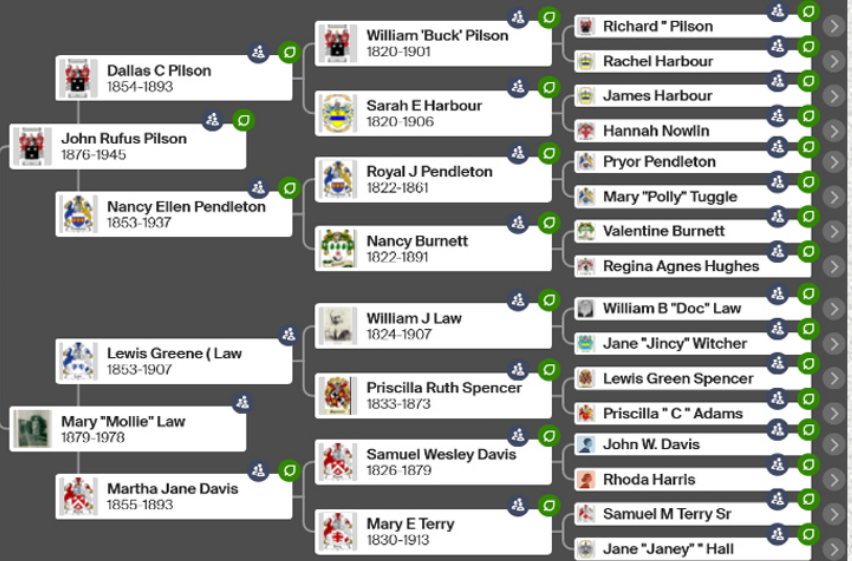 William 'Buck' Pilson
1820-1901
Richard " Pilson
Rachel Harbour
Dallas C Pilson
1854-1893
Sarah E Harbour
1820-1906
James Harbour
Hannah Nowlin
John Rufus Pilson
1876-1945
Royal J Pendleton
1822-1861
Pryor Pendleton
Mary "Polly" Tuggle
Nancy Ellen Pendleton
1853-1937
Nancy Burnett
1822-1891
Valentine Burnett
Regina Agnes Hughes
William J Law
1824-1907
William B "Doc" Law
Jane "Jincy" Witcher
Lewis Greene ( Law
1853-1907
Priscilla Ruth Spencer
1833-1873
Lewis Green Spencer
Priscilla " C " Adams
Mary "Mollie" Law
1879-1978
Samuel Wesley Davis
1826-1879
John W. Davis
Rhoda Harris
Martha Jane Davis
1855-1893
Mary E Terry
1830-1913
Samuel M Terry Sr
Jane "Janey" " Hall